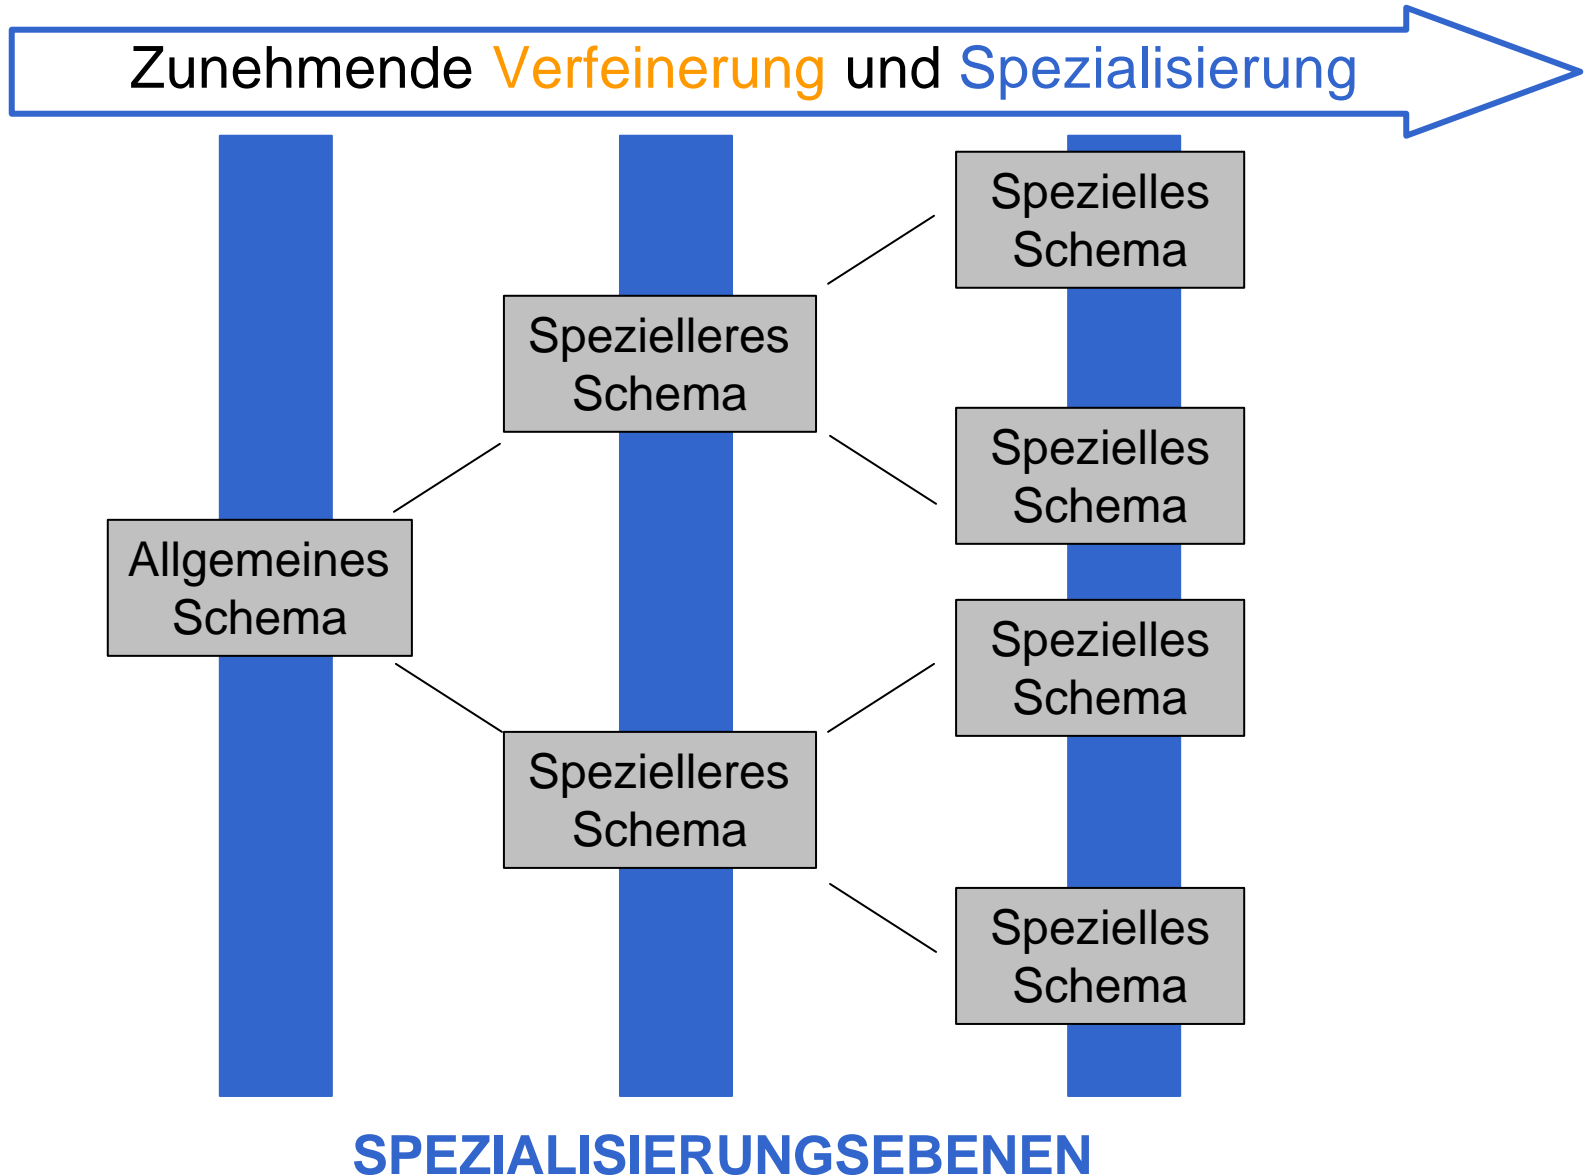 Zunehmende Verfeinerung und Spezialisierung
Allgemeines
Schema
Spezielleres
Schema
Spezielleres
Schema
Spezielles
Schema
Spezielles
Schema
Spezielles
Schema
Spezielles
Schema
SPEZIALISIERUNGSEBENEN